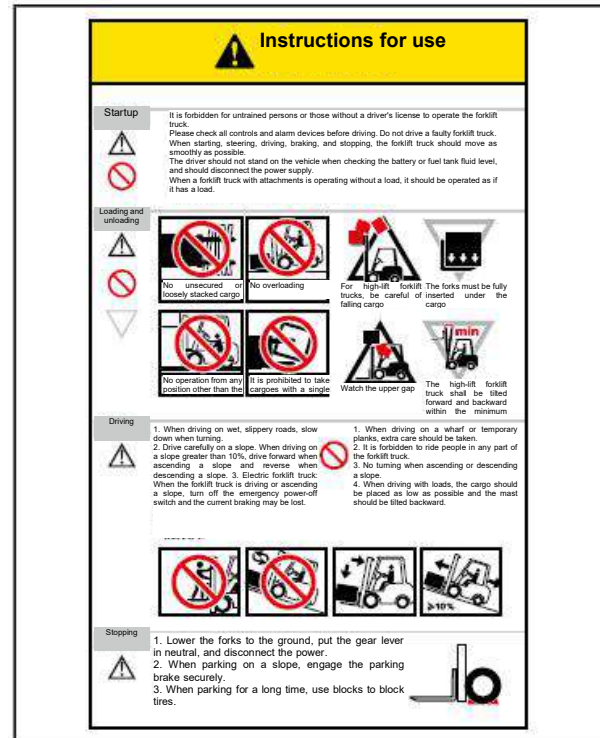 Instructions for use
Startup
It is forbidden for untrained persons or those without a driver's license to operate the forklift
truck.
Please check all controls and alarm devices before driving. Do not drive a faulty forklift truck.
When starting, steering, driving, braking, and stopping, the forklift truck should move as
smoothly as possible.
The driver should not stand on the vehicle when checking the battery or fuel tank fluid level,
and should disconnect the power supply.
When a forklift truck with attachments is operating without a load, it should be operated as if
it has a load.
Loading and
unloading
No unsecured or
loosely stacked cargo
No overloading
For high-lift forklift
trucks, be careful of
falling cargo
The forks must be fully
inserted under the
cargo
No operation from any
position other than the
It is prohibited to take
cargoes with a single
Watch the upper gap
min
The high-lift forklift
truck shall be tilted
forward and backward
within the minimum
Driving
1. When driving on wet, slippery roads, slow
down when turning.
2. Drive carefully on a slope. When driving on
a slope greater than 10%, drive forward when
ascending a slope and reverse when
descending a slope. 3. Electric forklift truck:
When the forklift truck is driving or ascending
a slope, turn off the emergency power-off
switch and the current braking may be lost.
1. When driving on a wharf or temporary
planks, extra care should be taken.
2. It is forbidden to ride people in any part of
the forklift truck.
3. No turning when ascending or descending
a slope.
4. When driving with loads, the cargo should
be placed as low as possible and the mast
should be tilted backward.
≥10%
Stopping
1. Lower the forks to the ground, put the gear lever
in neutral, and disconnect the power.
2. When parking on a slope, engage the parking
brake securely.
3. When parking for a long time, use blocks to block
tires.